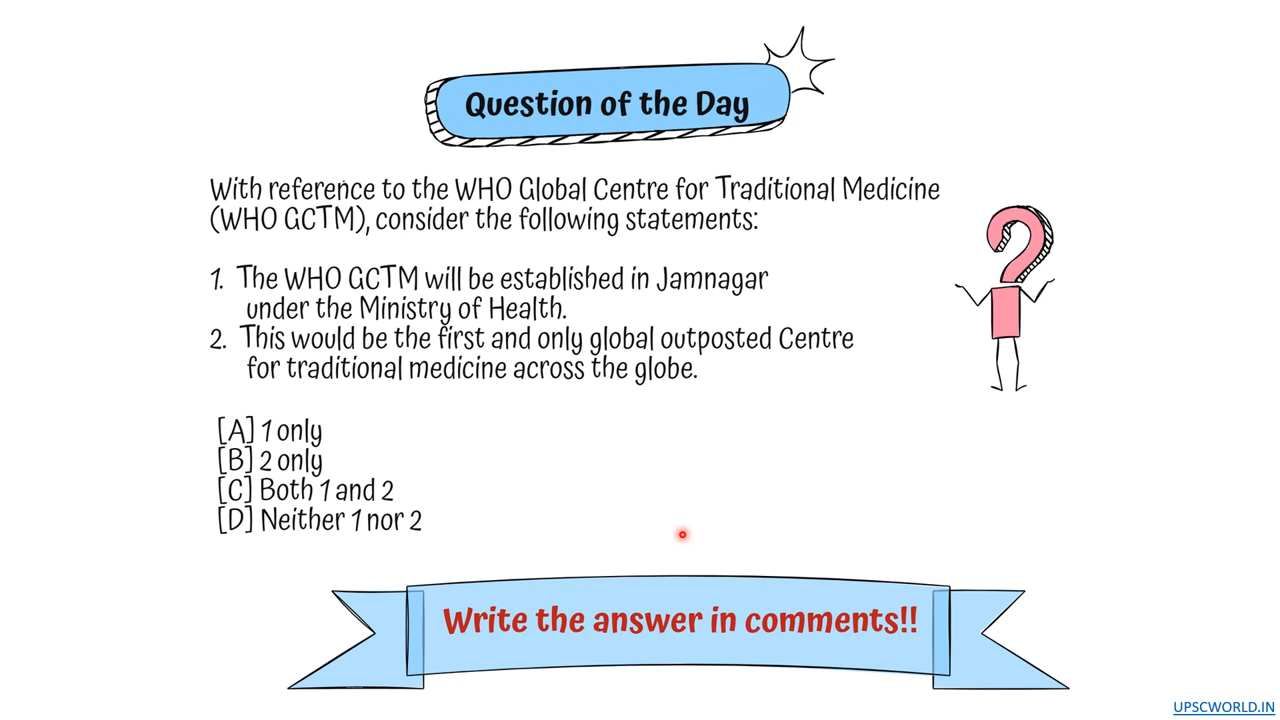 Question of the Day
With reference to the WHO Global Centre for Traditional Medicine
(WHO GCTM), consider the following statements:
1. The WHO GCTM will be established in Jamnagar
under the Ministry of Health.
2. This would be the first and only global outposted Centre
for traditional medicine across the globe.
[A] 1 only
[B] 2 only
[C] Both 1 and 2
[D] Neither 1 nor 2
Write the answer in comments!!
UPSCWORLD.IN